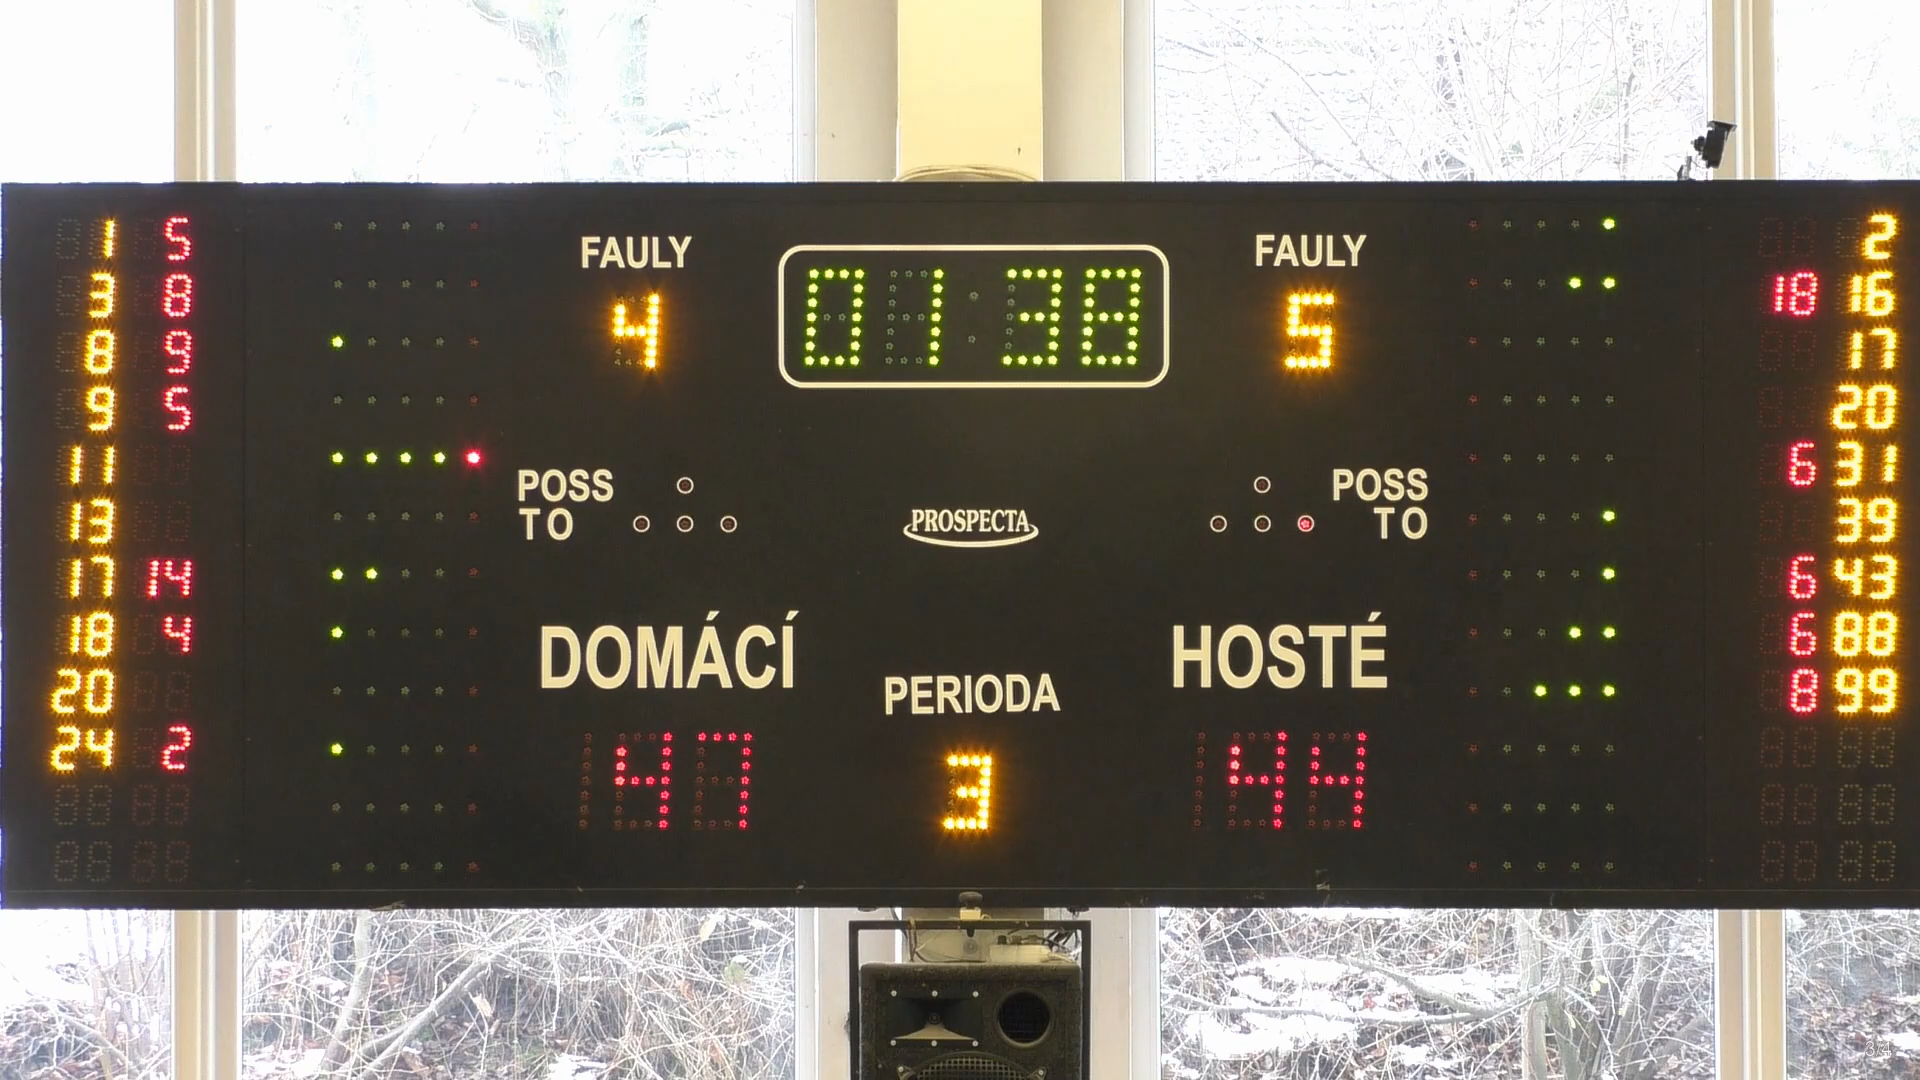 1 5
3 8
8 9
9 5
11
13
17 14
18 4
20
24 2
FAULY
4
01:38
FAULY
5
POSS
TO
PROSPECTA
POSS
TO
DOMÁCÍ
HOSTÉ
PERIODA
47
3
44
2
18 16
17
20
6 31
39
6 43
6 88
8 99